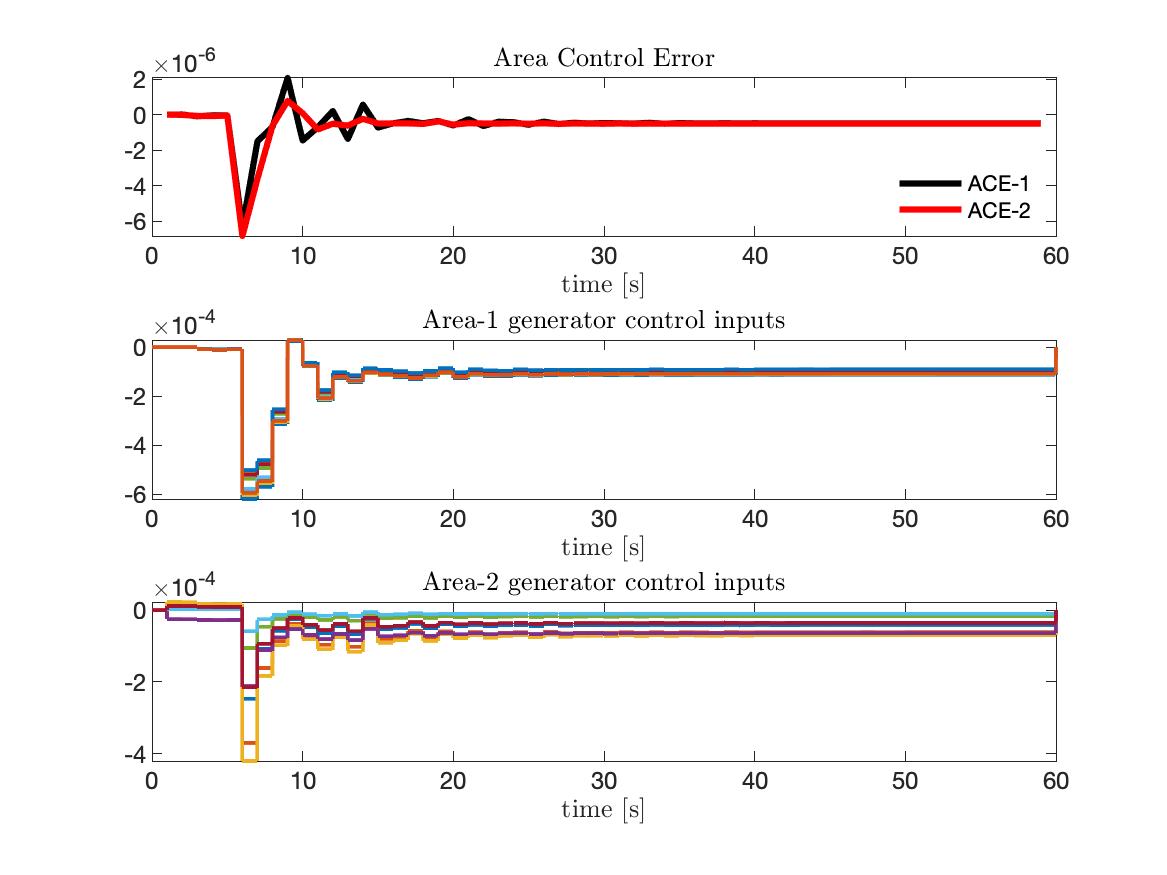 Area Control Error
×10-6
2
0
-2
-4
-6
ACE-1
ACE-2
0 10 20 30 40 50 60
time [s]
Area-1 generator control inputs
×10-4
0
-2
-4
-6
0 10 20 30 40 50 60
time [s]
Area-2 generator control inputs
×10-4
0
-2
-4
0 10 20 30 40 50 60
time [s]